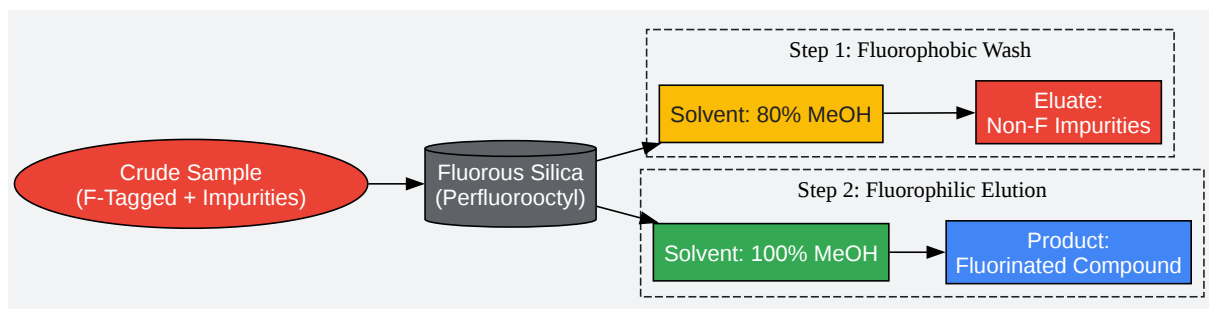 Crude Sample
(F-Tagged + Impurities)
Fluorous Silica
(Perfluorooctyl)
Step 1: Fluorophobic Wash
Solvent: 80% MeOH
Eluate:
Non-F Impurities
Step 2: Fluorophilic Elution
Solvent: 100% MeOH
Product:
Fluorinated Compound